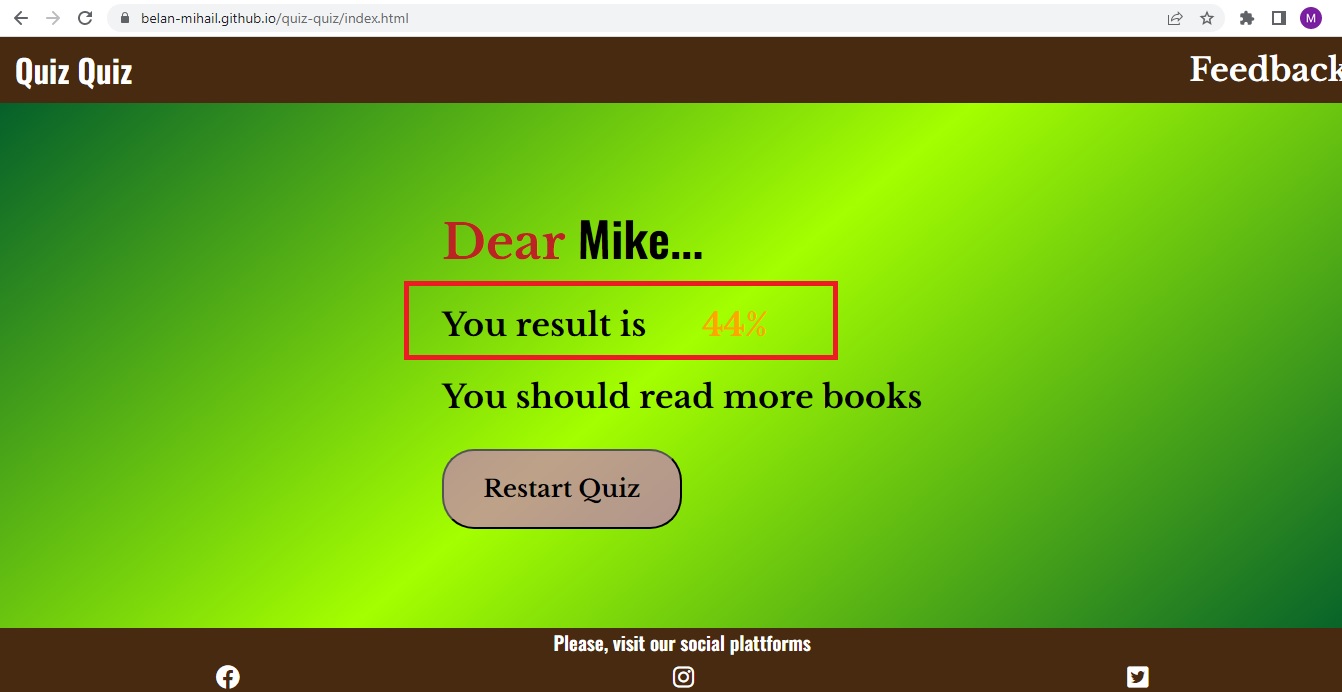 belan-mihail.github.io/quiz-quiz/index.html
M
Quiz Quiz
Feedback
Dear Mike...
You result is 44%
You should read more books
Restart Quiz
Please, visit our social plattforms